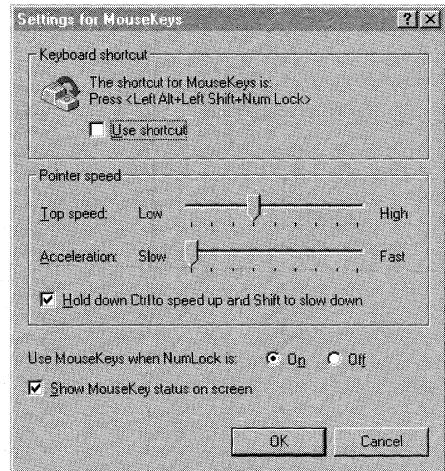 Settings for MouseKeys
Keyboard shortcut
The shortcut for MouseKeys is:
Press <Left Alt+Left Shift+Num Lock>
Use shortcut
Pointer speed
Top speed: Low High
Acceleration: Slow Fast
Hold down Ctrl to speed up and Shift to slow down
Use MouseKeys when NumLock is: On Off
Show MouseKey status on screen
OK Cancel